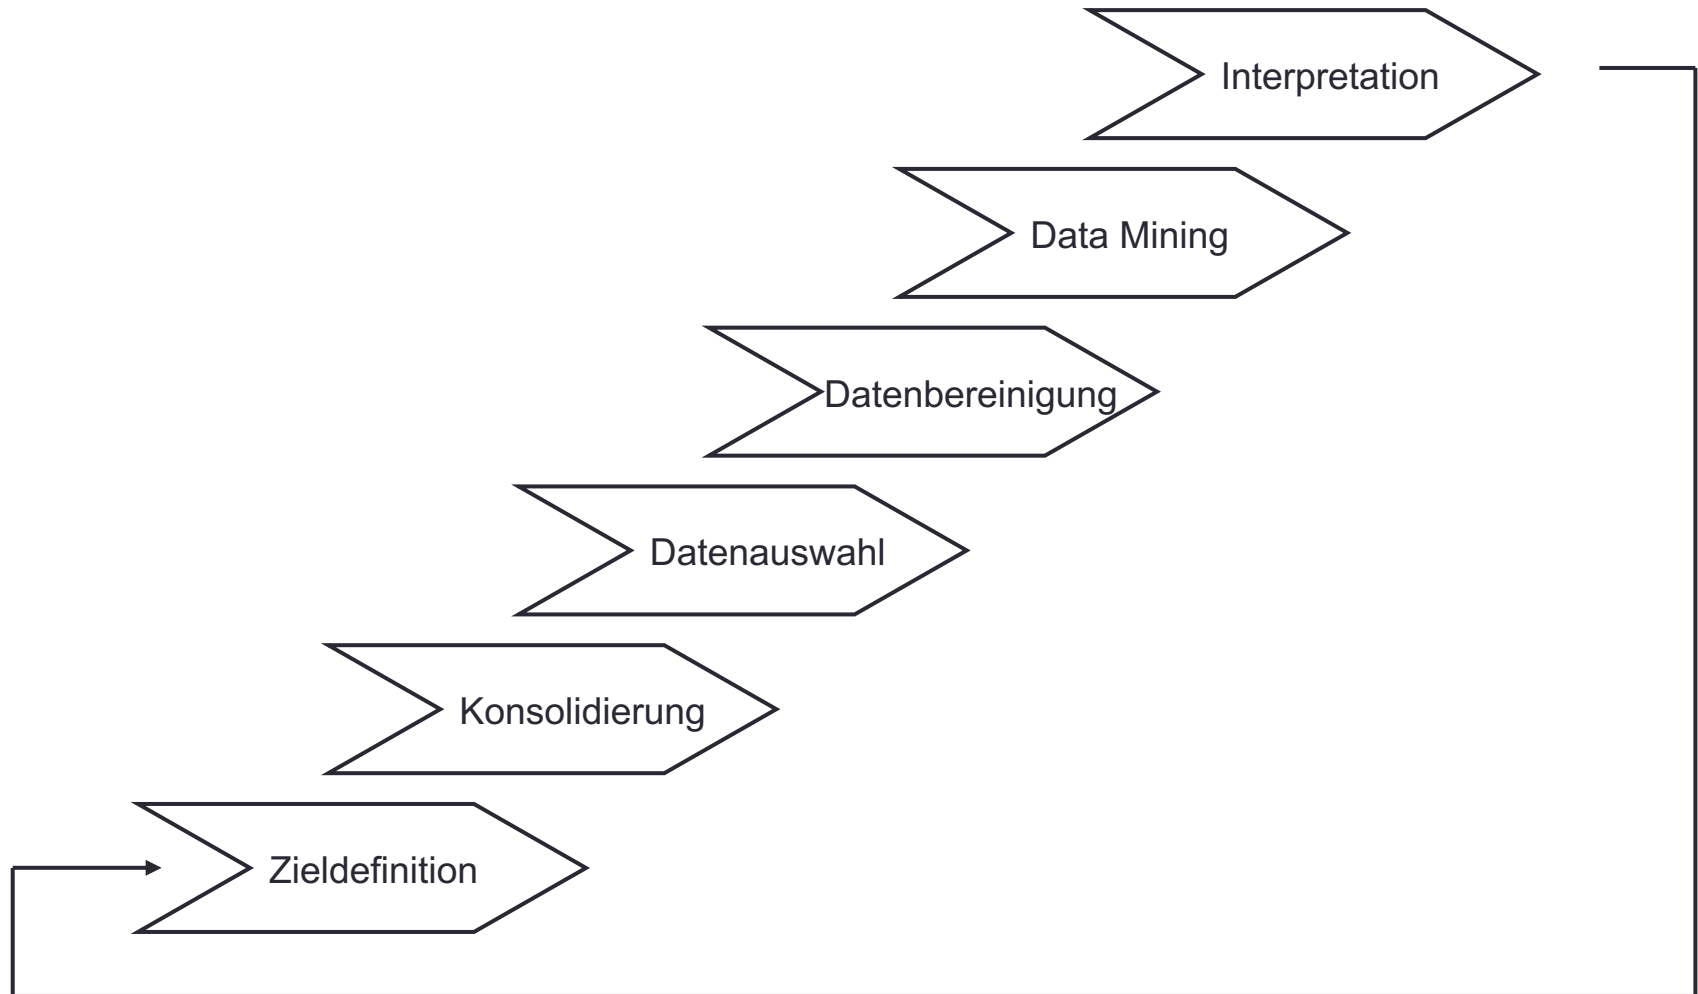 Interpretation
Data Mining
Datenbereinigung
Datenauswahl
Konsolidierung
Zieldefinition